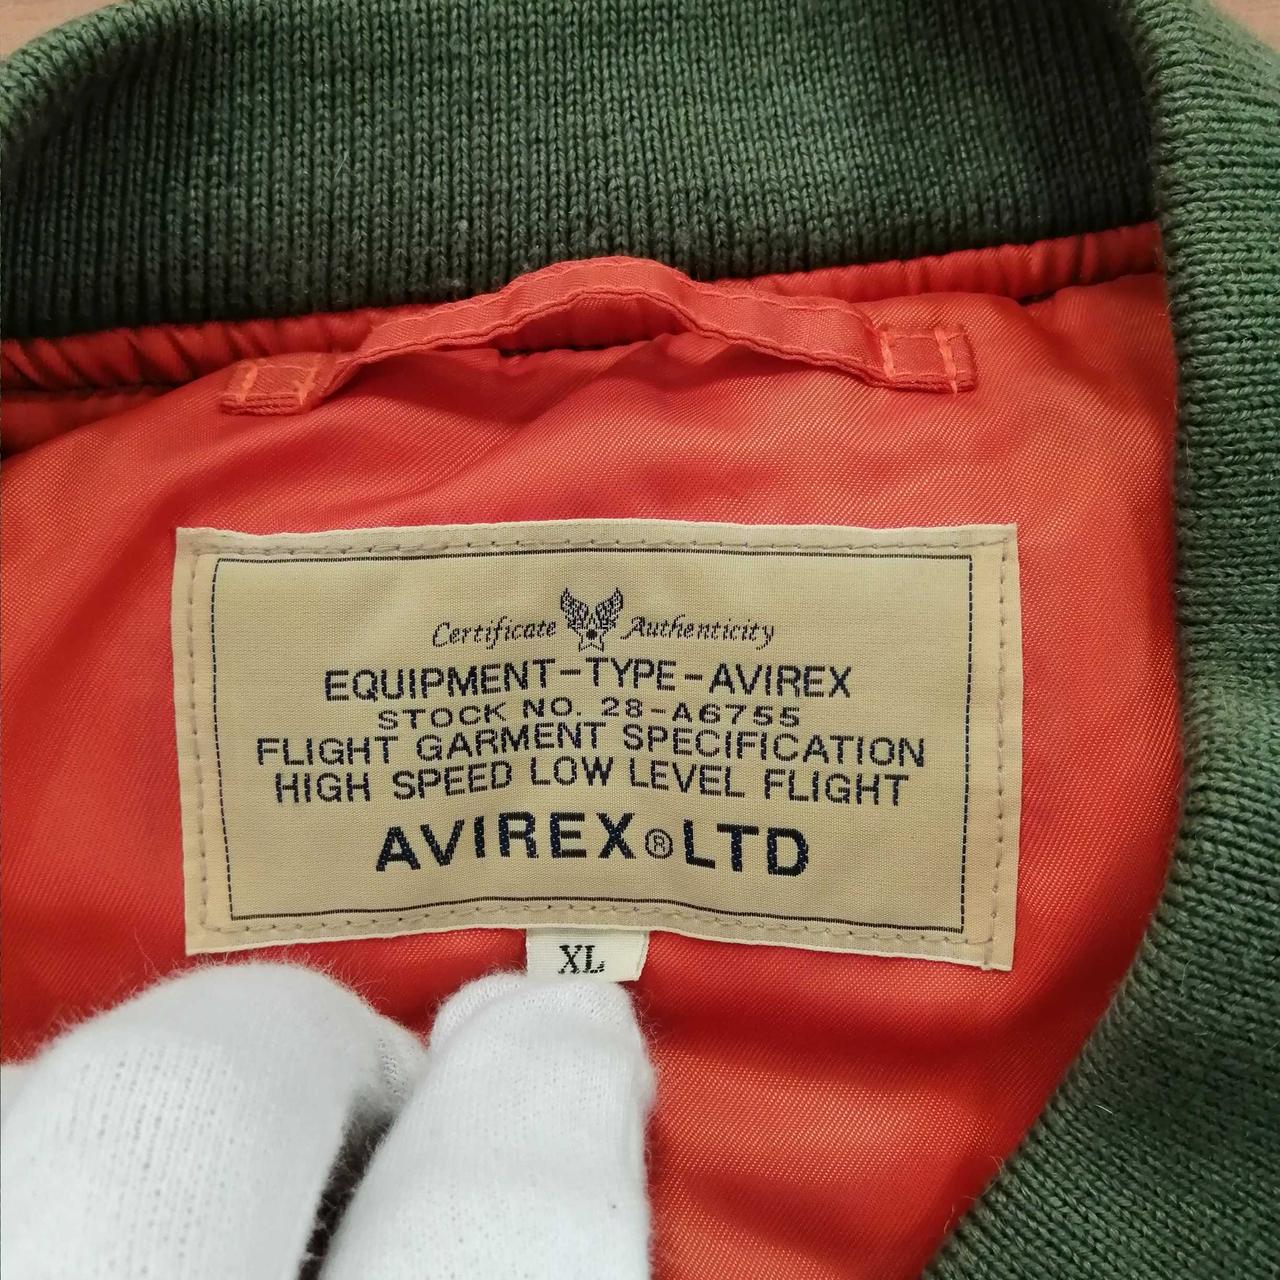 Certificate Authenticity
EQUIPMENT-TYPE-AVIREX
STOCK NO. 28-A6755
FLIGHT GARMENT SPECIFICATION
HIGH SPEED LOW LEVEL FLIGHT
AVIREX®LTD
XL